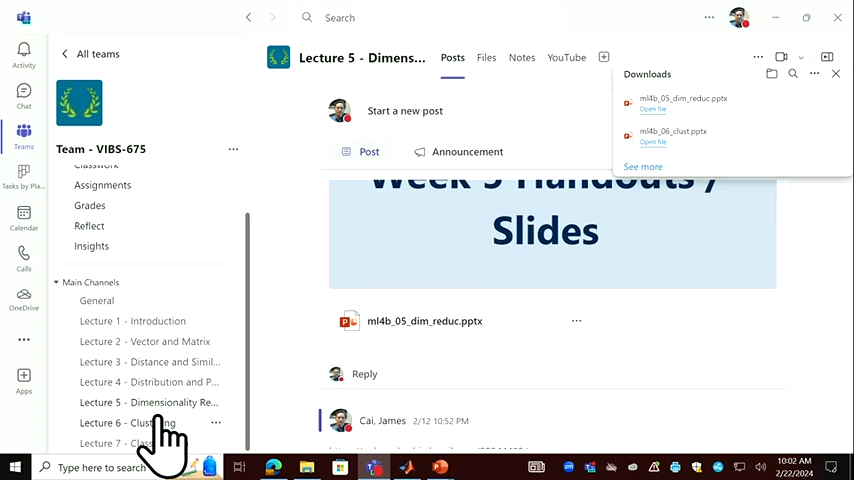 Search
All teams
Lecture 5 - Dimens...
Posts
Files
Notes
YouTube
Downloads
ml4b_05_dim_reduc.pptx
Open file
ml4b_06_clust.pptx
Open file
See more
Activity
Chat
Teams
Tasks by Pla...
Calendar
Calls
OneDrive
Apps
Team - VIBS-675
Classwork
Assignments
Grades
Reflect
Insights
Main Channels
General
Lecture 1 - Introduction
Lecture 2 - Vector and Matrix
Lecture 3 - Distance and Simil...
Lecture 4 - Distribution and P...
Lecture 5 - Dimensionality Re...
Lecture 6 - Clustering
Lecture 7 - Class
Start a new post
Post
Announcement
Week 5 Handouts /
Slides
ml4b_05_dim_reduc.pptx
Reply
Cai, James 2/12 10:52 PM
Type here to search
10:02 AM
2/22/2024